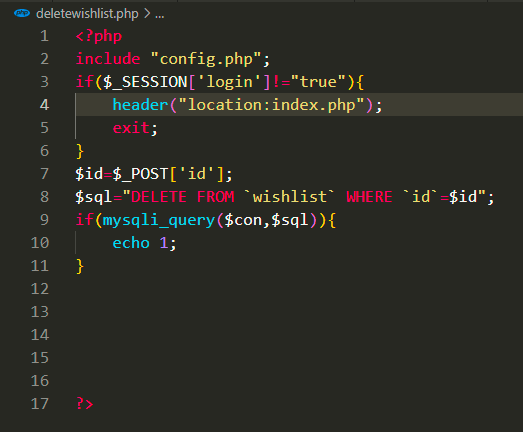 deletewishlist.php > ...
1 <?php
2 include "config.php";
3 if($_SESSION['login']!="true"){
4 header("location:index.php");
5 exit;
6 }
7 $id=$_POST['id'];
8 $sql="DELETE FROM `wishlist` WHERE `id`=$id";
9 if(mysqli_query($con,$sql)){
10 echo 1;
11 }
12
13
14
15
16
17 ?>